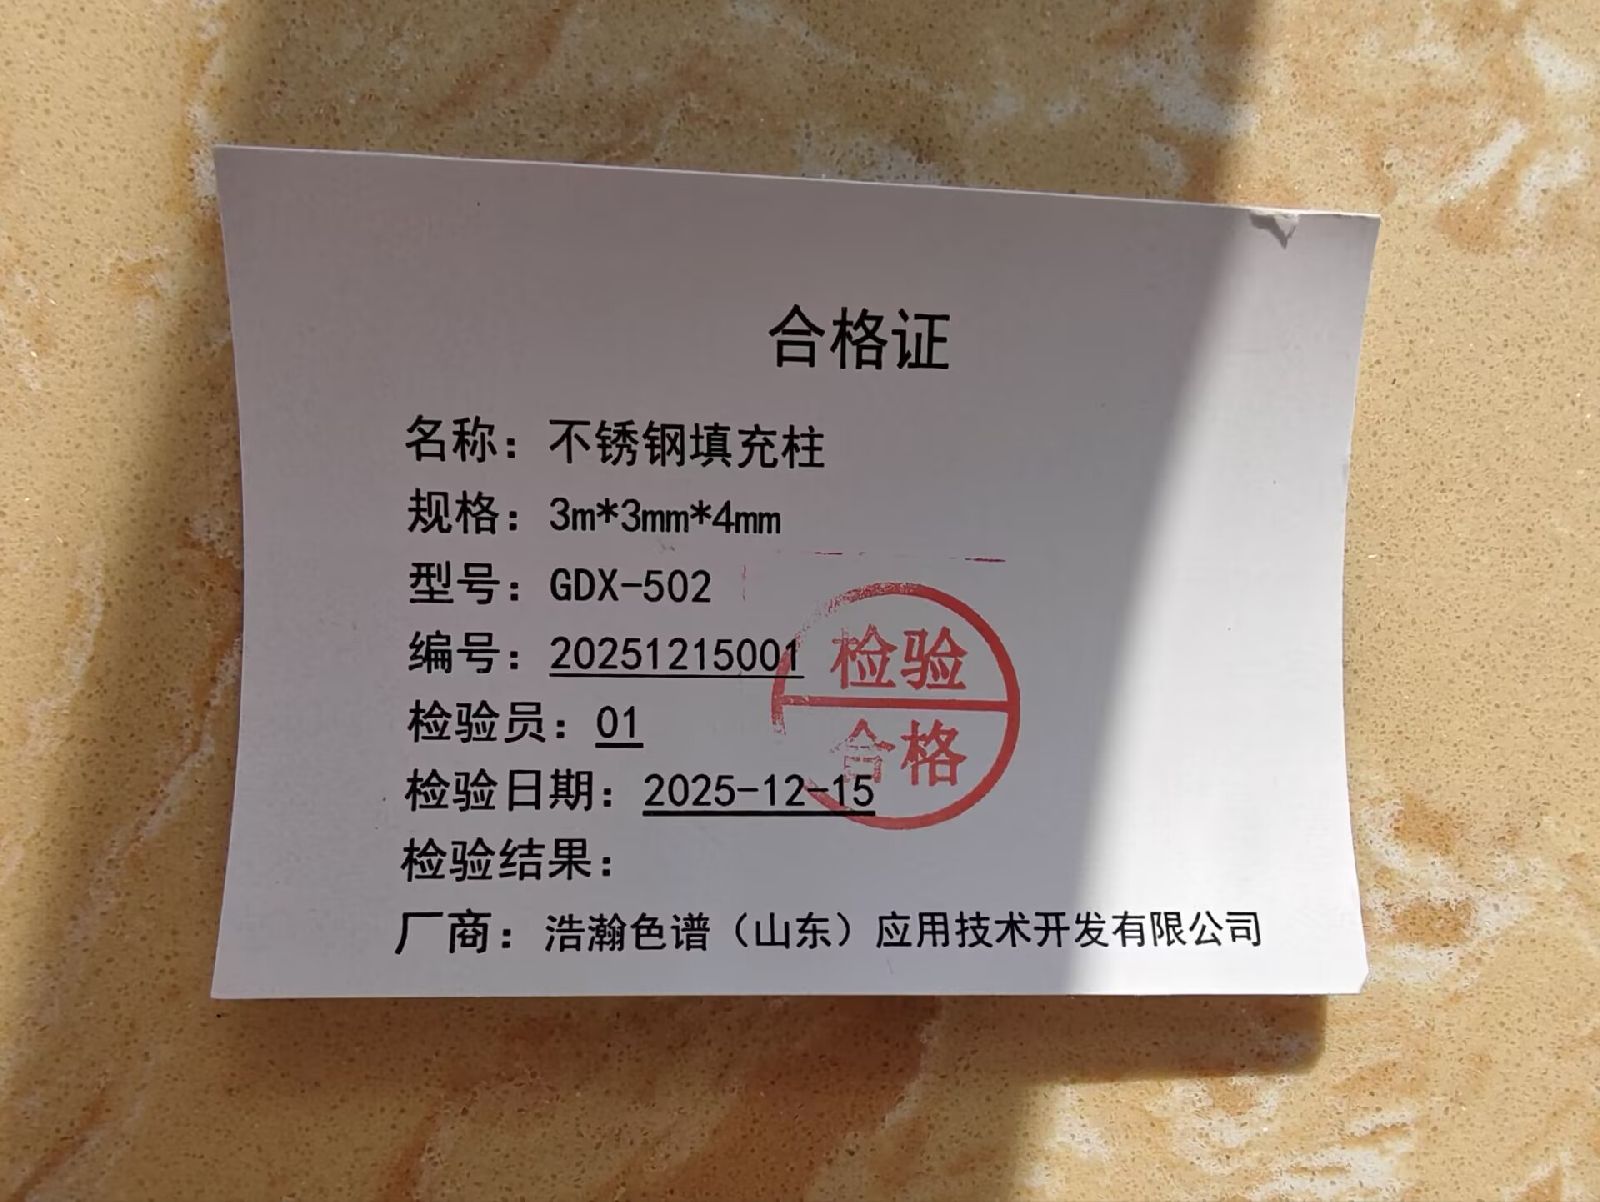 合格证
名称：不锈钢填充柱
规格：3m*3mm*4mm
型号：GDX-502
编号：20251215001
检验员：01
检验日期：2025-12-15
检验结果：
厂商：浩瀚色谱（山东）应用技术开发有限公司
检验
合格